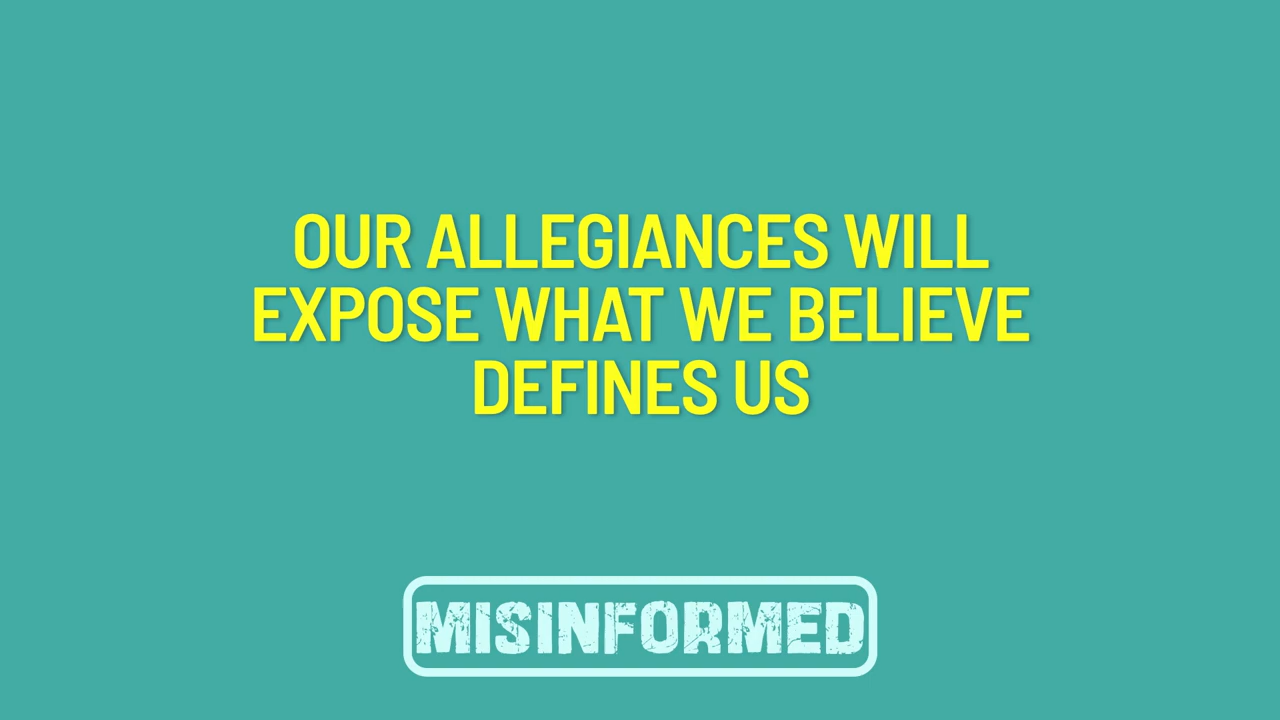 OUR ALLEGIANCES WILL
EXPOSE WHAT WE BELIEVE
DEFINES US
MISINFORMED